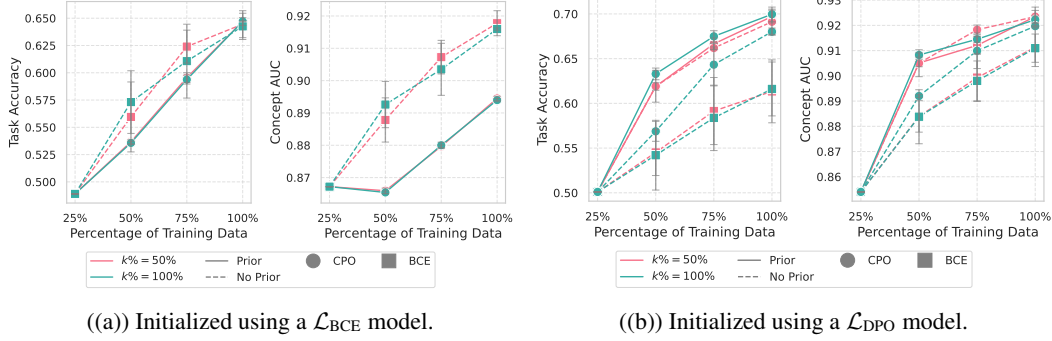 0.650
0.625
0.600
0.575
0.550
0.525
0.500
Task Accuracy
25%
50%
75%
100%
Percentage of Training Data
0.92
0.91
0.90
0.89
0.88
0.87
Concept AUC
25%
50%
75%
100%
Percentage of Training Data
k% = 50%
k% = 100%
Prior
No Prior
CPO
BCE
((a)) Initialized using a ℒBCE model.
0.70
0.65
0.60
0.55
0.50
Task Accuracy
25%
50%
75%
100%
Percentage of Training Data
0.93
0.92
0.91
0.90
0.89
0.88
0.87
0.86
Concept AUC
25%
50%
75%
100%
Percentage of Training Data
k% = 50%
k% = 100%
Prior
No Prior
CPO
BCE
((b)) Initialized using a ℒDPO model.